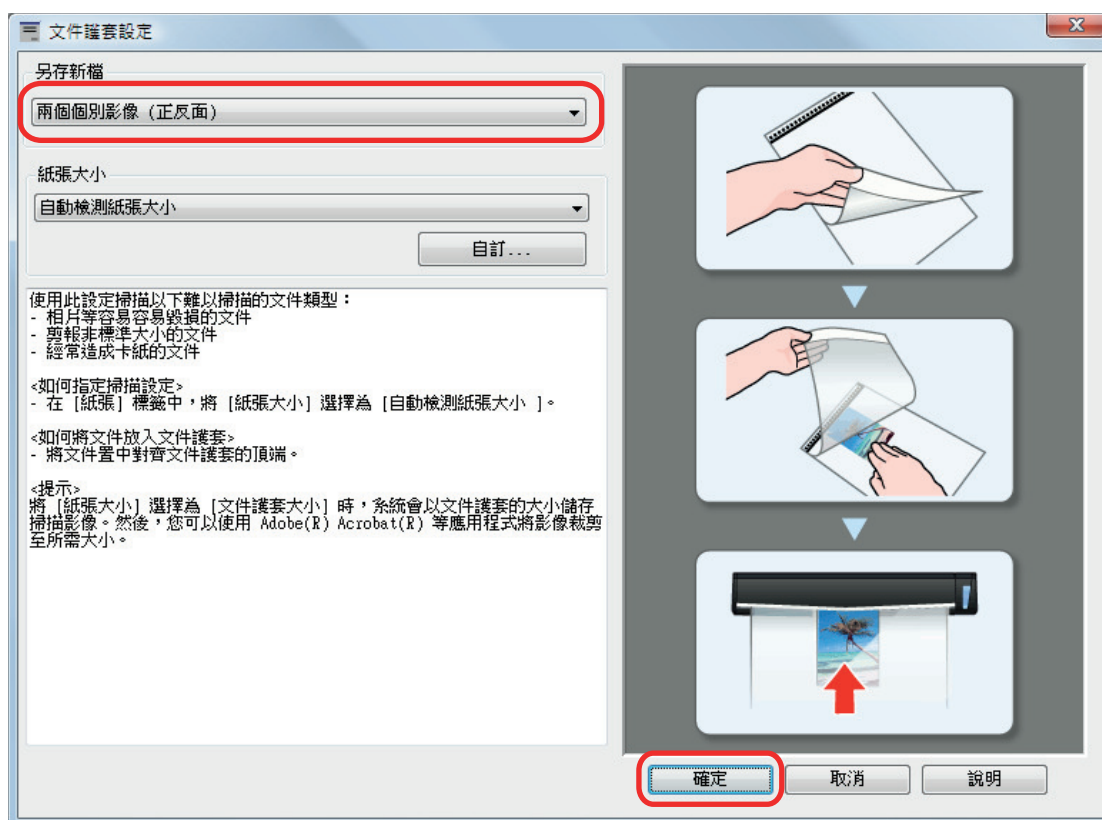 文件護套設定
另存新檔
兩個個別影像 (正反面)
紙張大小
自動檢測紙張大小
自訂...
使用此設定掃描以下難以掃描的文件類型：
- 相片等容易容易毀損的文件
- 剪報非標準大小的文件
- 經常造成卡紙的文件
<如何指定掃描設定>
- 在 [紙張] 標籤中，將 [紙張大小] 選擇為 [自動檢測紙張大小 ]。
<如何將文件放入文件護套>
- 將文件置中對齊文件護套的頂端。
<提示>
將 [紙張大小] 選擇為 [文件護套大小] 時，系統會以文件護套的大小儲存
掃描影像。然後，您可以使用 Adobe(R) Acrobat(R) 等應用程式將影像裁剪
至所需大小。
確定
取消
說明